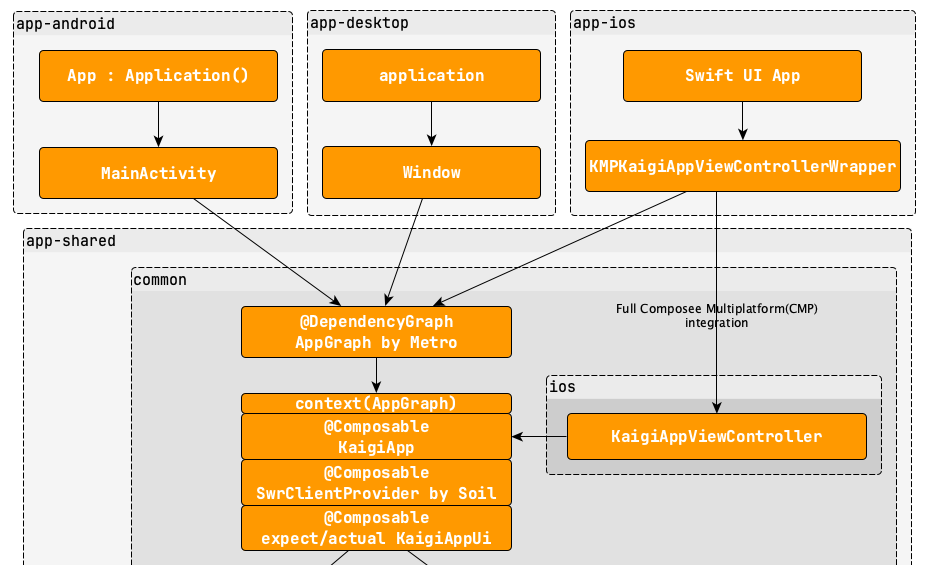 app-android
App : Application()
MainActivity
app-desktop
application
Window
app-ios
Swift UI App
KMPKaigiAppViewControllerWrapper
app-shared
common
@DependencyGraph
AppGraph by Metro
Full Composee Multiplatform(CMP)
integration
context(AppGraph)
@Composable
KaigiApp
@Composable
SwrClientProvider by Soil
@Composable
expect/actual KaigiAppUi
ios
KaigiAppViewController